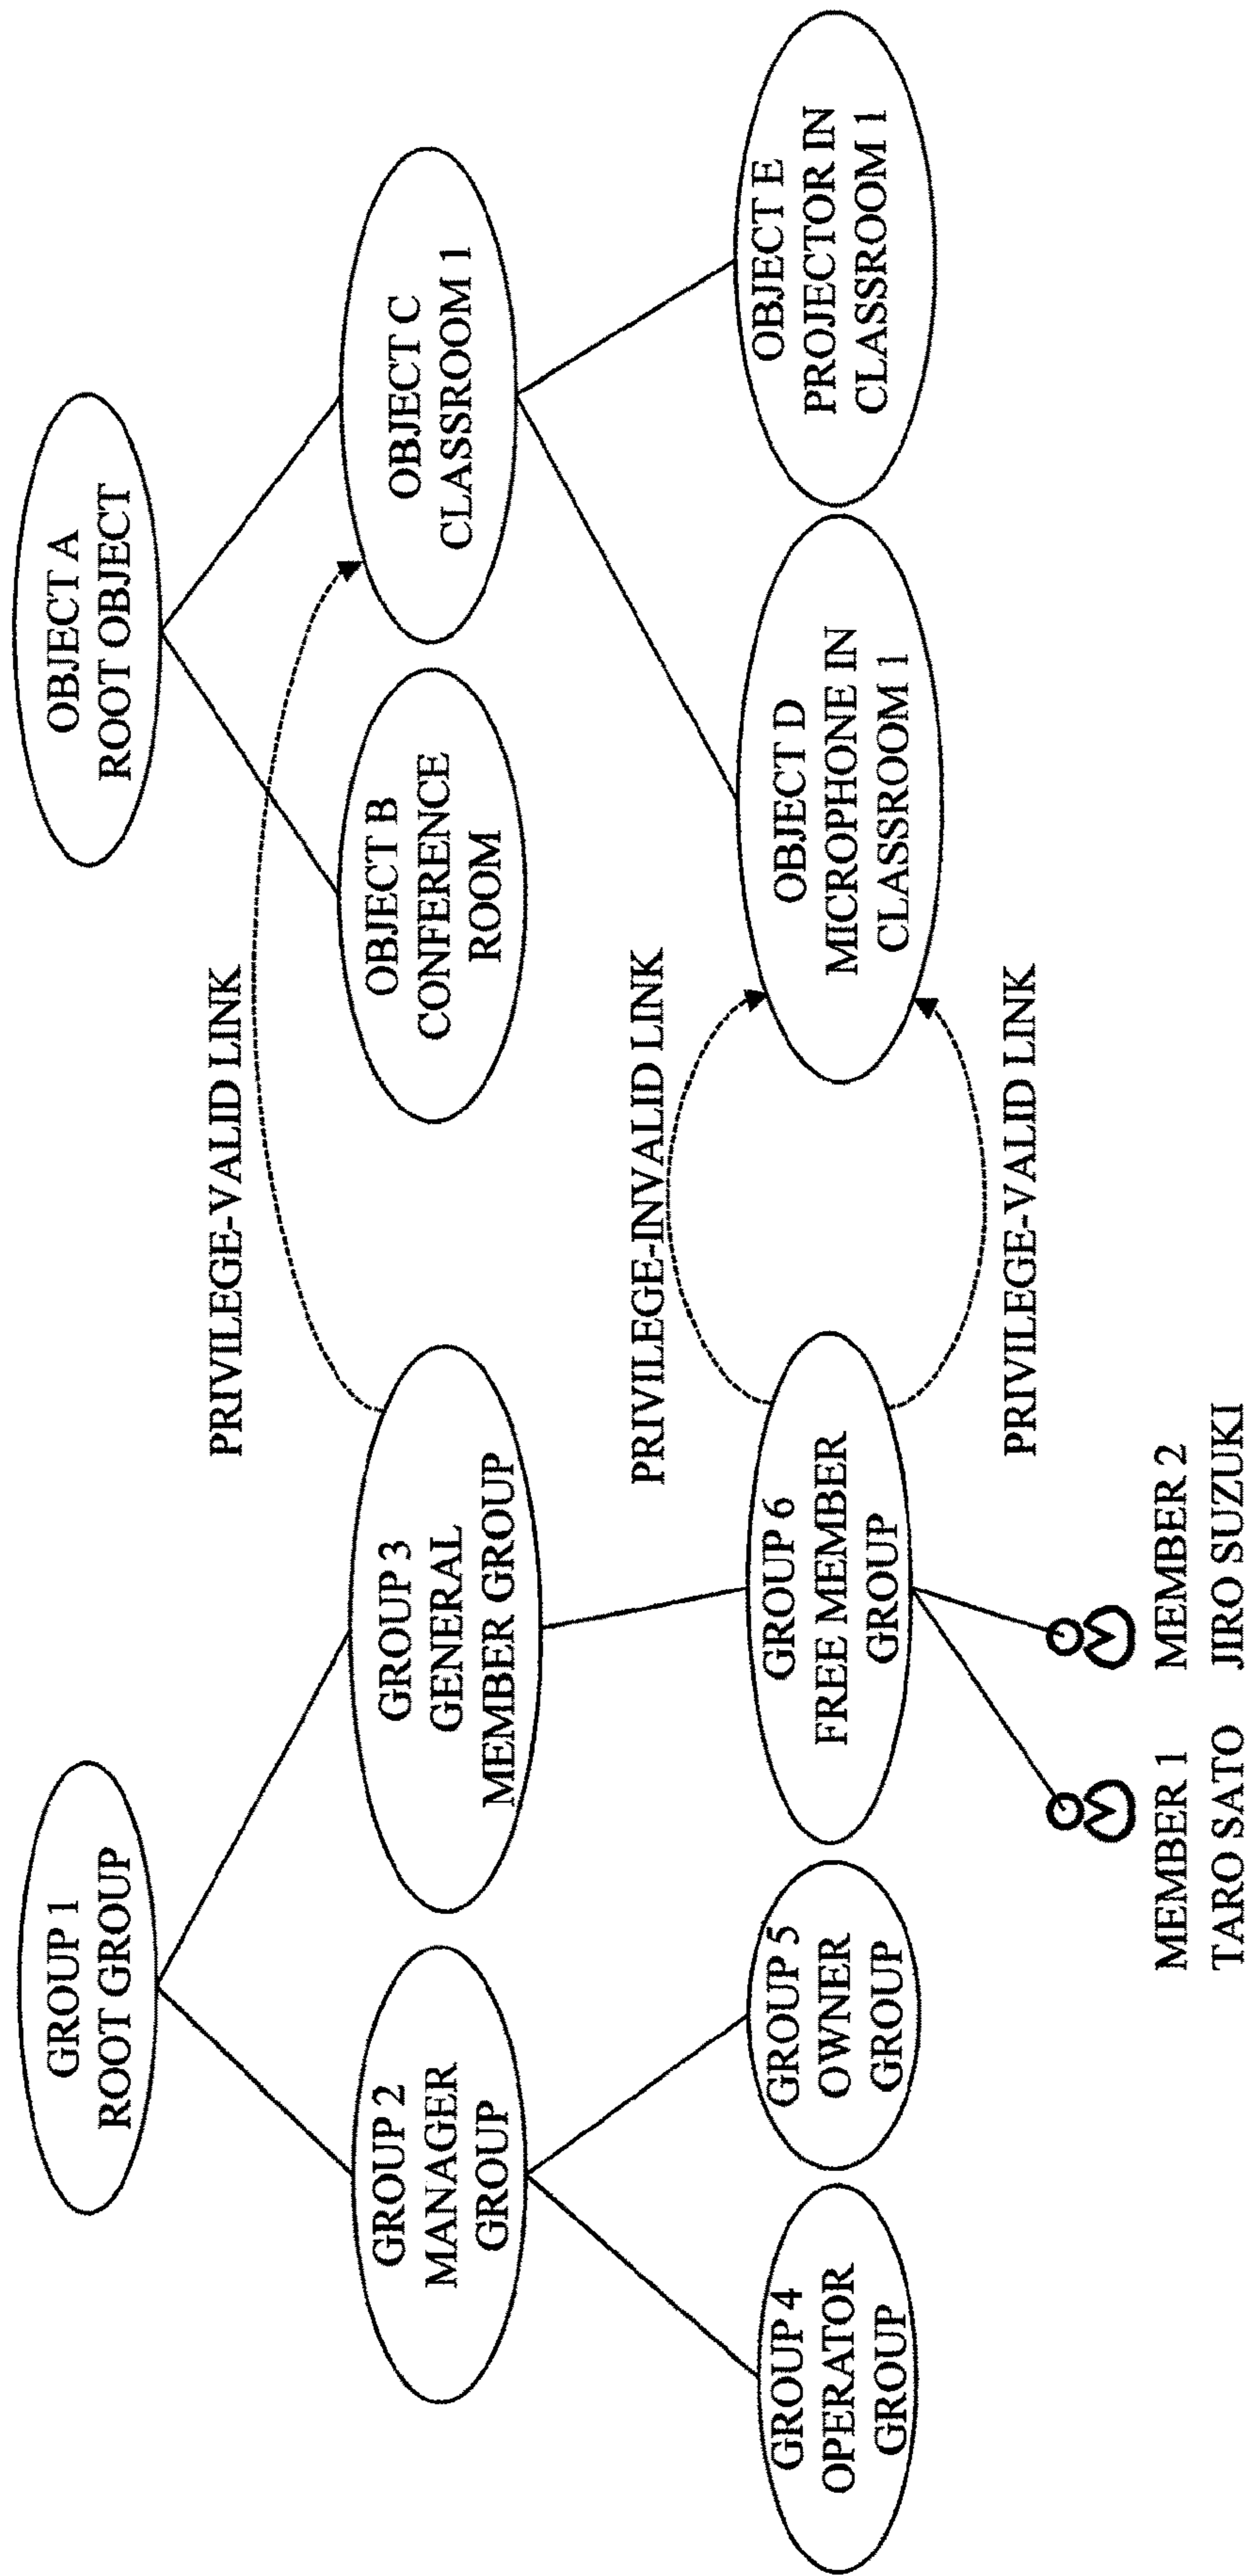 GROUP 1
ROOT GROUP
OBJECT A
ROOT OBJECT
PRIVILEGE-VALID LINK
GROUP 2
MANAGER
GROUP
GROUP 3
GENERAL
MEMBER GROUP
OBJECT B
CONFERENCE
ROOM
OBJECT C
CLASSROOM 1
PRIVILEGE-INVALID LINK
GROUP 4
OPERATOR
GROUP
GROUP 5
OWNER
GROUP
GROUP 6
FREE MEMBER
GROUP
OBJECT D
MICROPHONE IN
CLASSROOM 1
OBJECT E
PROJECTOR IN
CLASSROOM 1
PRIVILEGE-VALID LINK
MEMBER 1
TARO SATO
MEMBER 2
JIRO SUZUKI